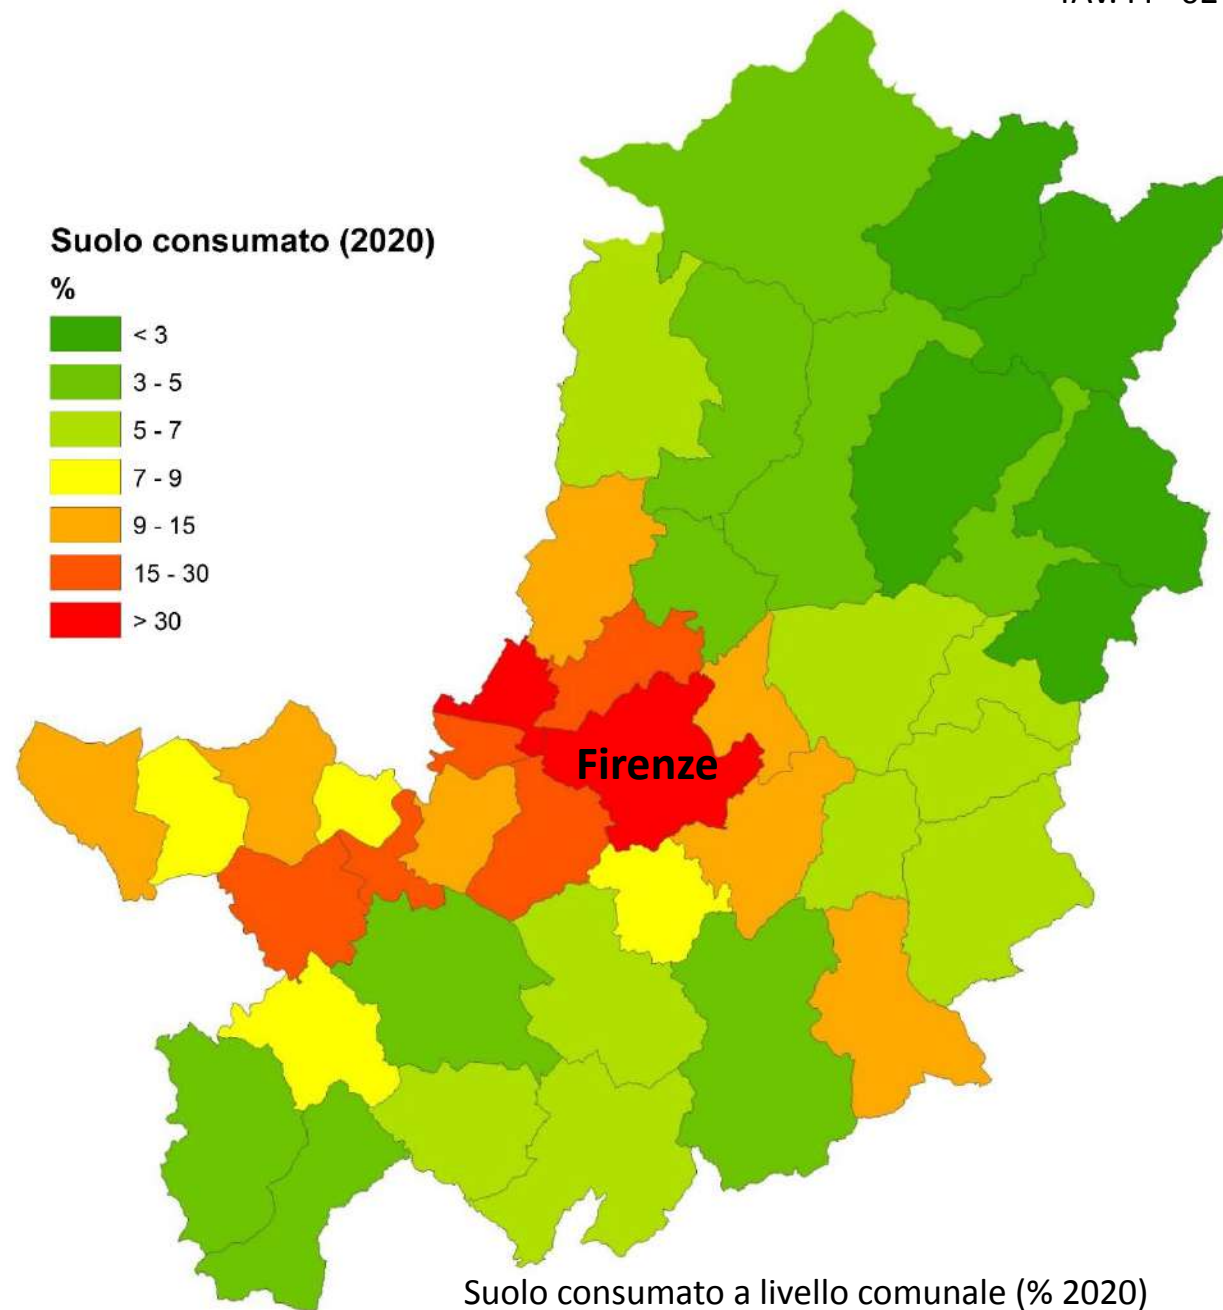 Suolo consumato (2020)
%
< 3
3 - 5
5 - 7
7 - 9
9 - 15
15 - 30
> 30
Firenze
Suolo consumato a livello comunale (% 2020)